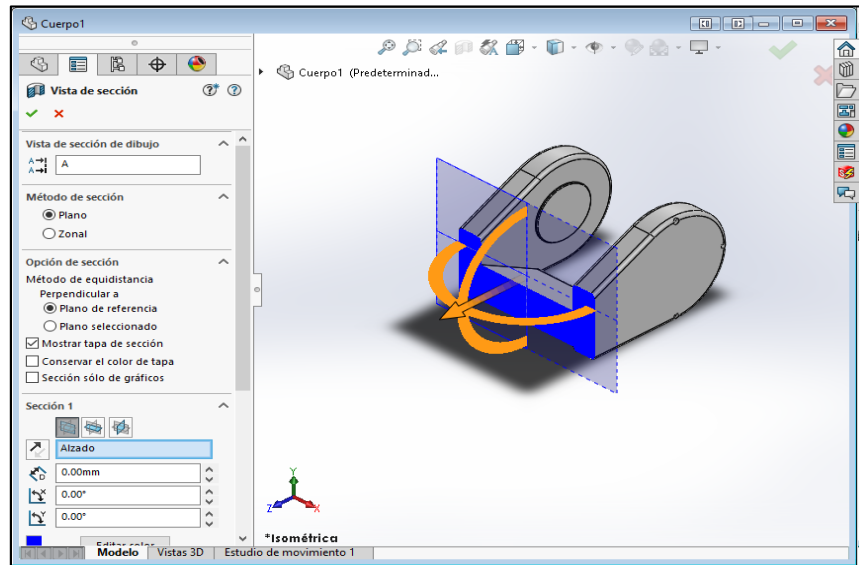 Cuerpo1
Cuerpo1 (Predeterminad...
Vista de sección
Vista de sección de dibujo
A
Método de sección
Plano
Zonal
Opción de sección
Método de equidistancia
Perpendicular a
Plano de referencia
Plano seleccionado
Mostrar tapa de sección
Conservar el color de tapa
Sección sólo de gráficos
Sección 1
Alzado
0.00mm
0.00°
0.00°
Editar color
Y
Z
X
*Isométrica
Modelo
Vistas 3D
Estudio de movimiento 1